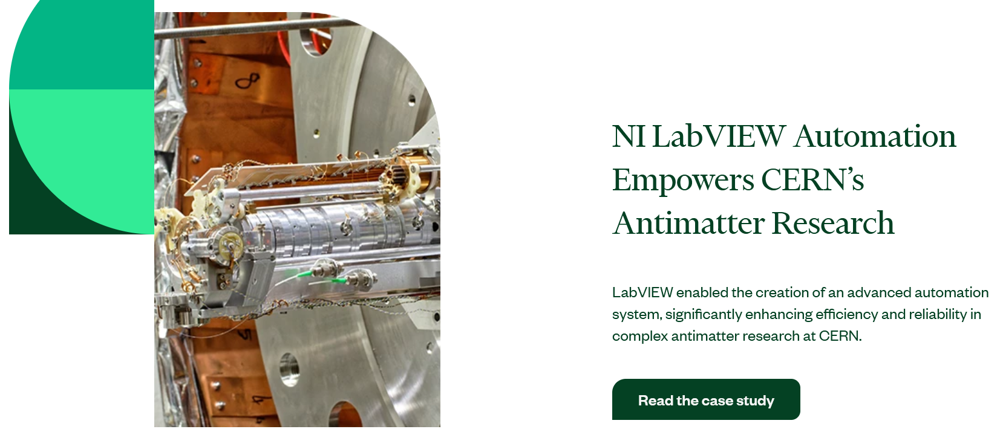 8
NI LabVIEW Automation
Empowers CERN’s
Antimatter Research
LabVIEW enabled the creation of an advanced automation
system, significantly enhancing efficiency and reliability in
complex antimatter research at CERN.
Read the case study